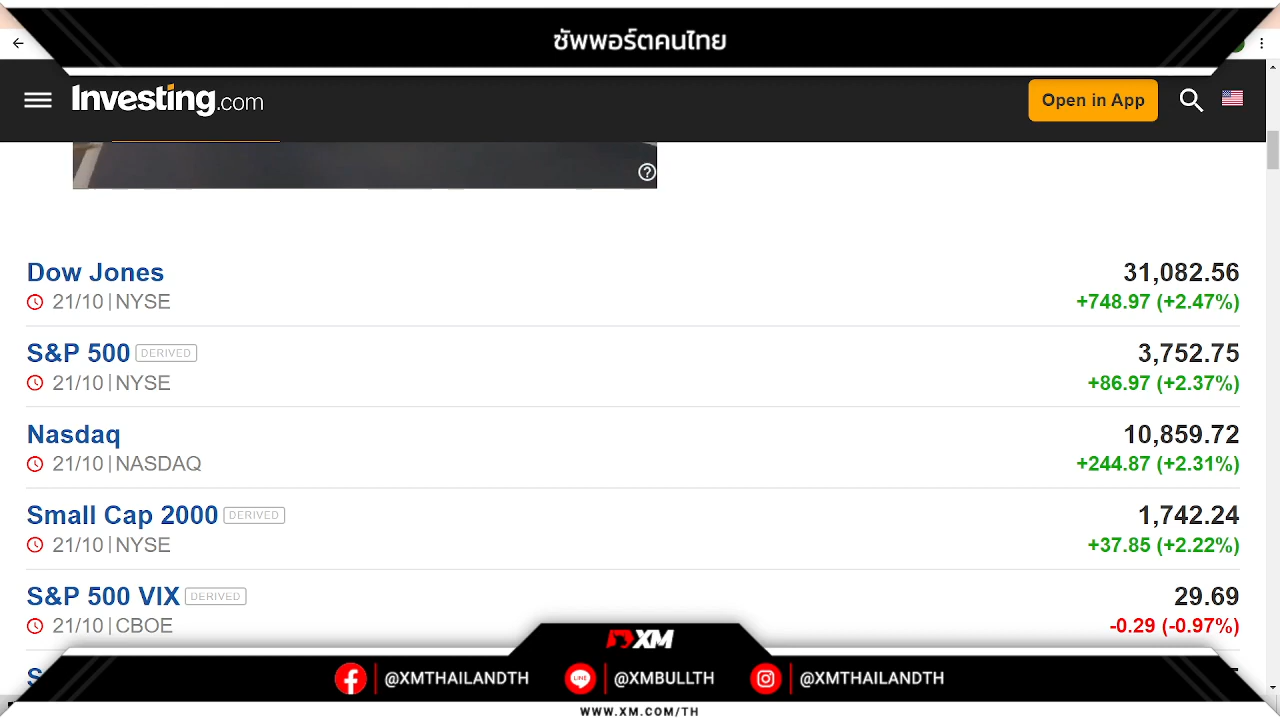 ซัพพอร์ตคนไทย
Investing.com
Open in App
Dow Jones
31,082.56
21/10 | NYSE
+748.97 (+2.47%)
S&P 500 DERIVED
3,752.75
21/10 | NYSE
+86.97 (+2.37%)
Nasdaq
10,859.72
21/10 | NASDAQ
+244.87 (+2.31%)
Small Cap 2000 DERIVED
1,742.24
21/10 | NYSE
+37.85 (+2.22%)
S&P 500 VIX DERIVED
29.69
21/10 | CBOE
-0.29 (-0.97%)
XM
@XMTHAILANDTH
LINE
@XMBULLTH
@XMTHAILANDTH
WWW.XM.COM/TH